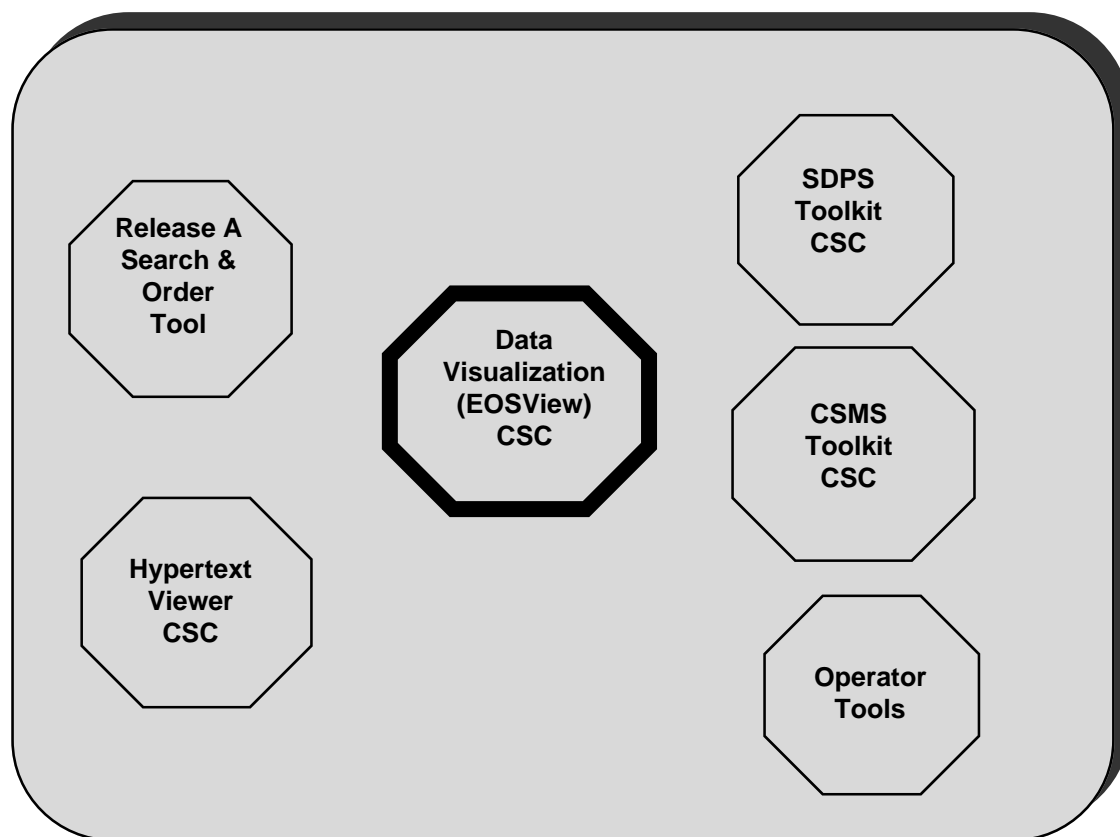 Release A
Search &
Order
Tool
Hypertext
Viewer
CSC
Data
Visualization
(EOSView)
CSC
SDPS
Toolkit
CSC
CSMS
Toolkit
CSC
Operator
Tools